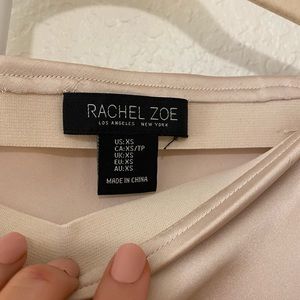 RACHEL ZOE
LOS ANGELES NEW YORK
US:XS
CA:XS/TP
UK:XS
EU:XS
AU:XS
MADE IN CHINA